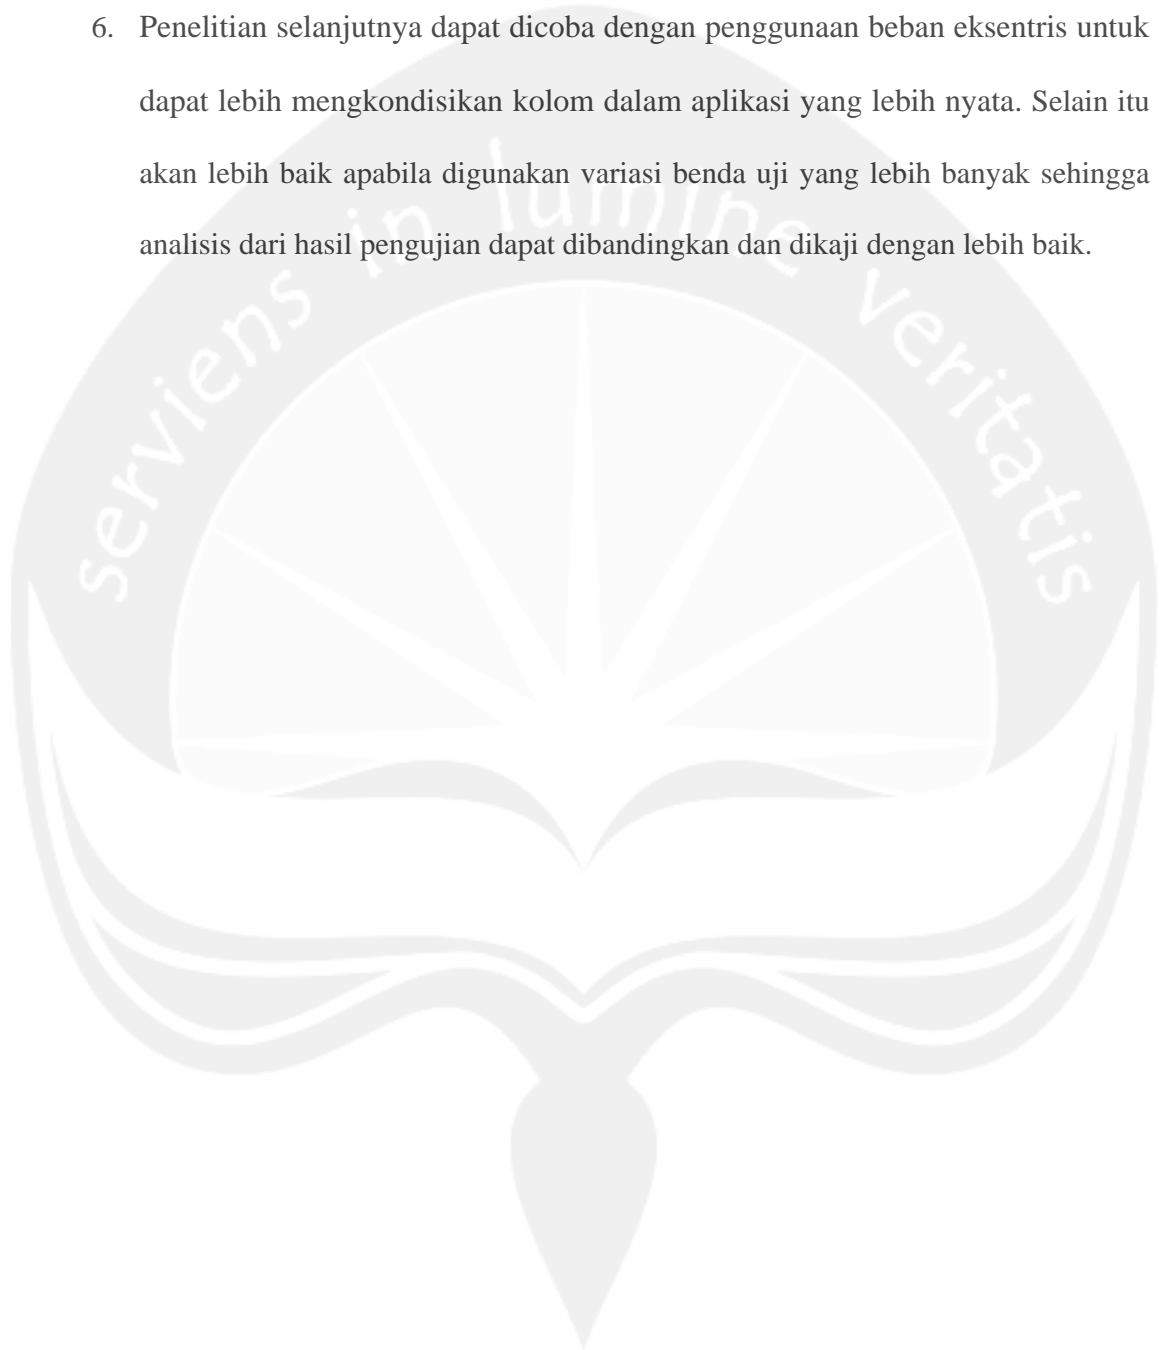 6. Penelitian selanjutnya dapat dicoba dengan penggunaan beban eksentris untuk
dapat lebih mengkondisikan kolom dalam aplikasi yang lebih nyata. Selain itu
akan lebih baik apabila digunakan variasi benda uji yang lebih banyak sehingga
analisis dari hasil pengujian dapat dibandingkan dan dikaji dengan lebih baik.
serviens in lumine veritatis